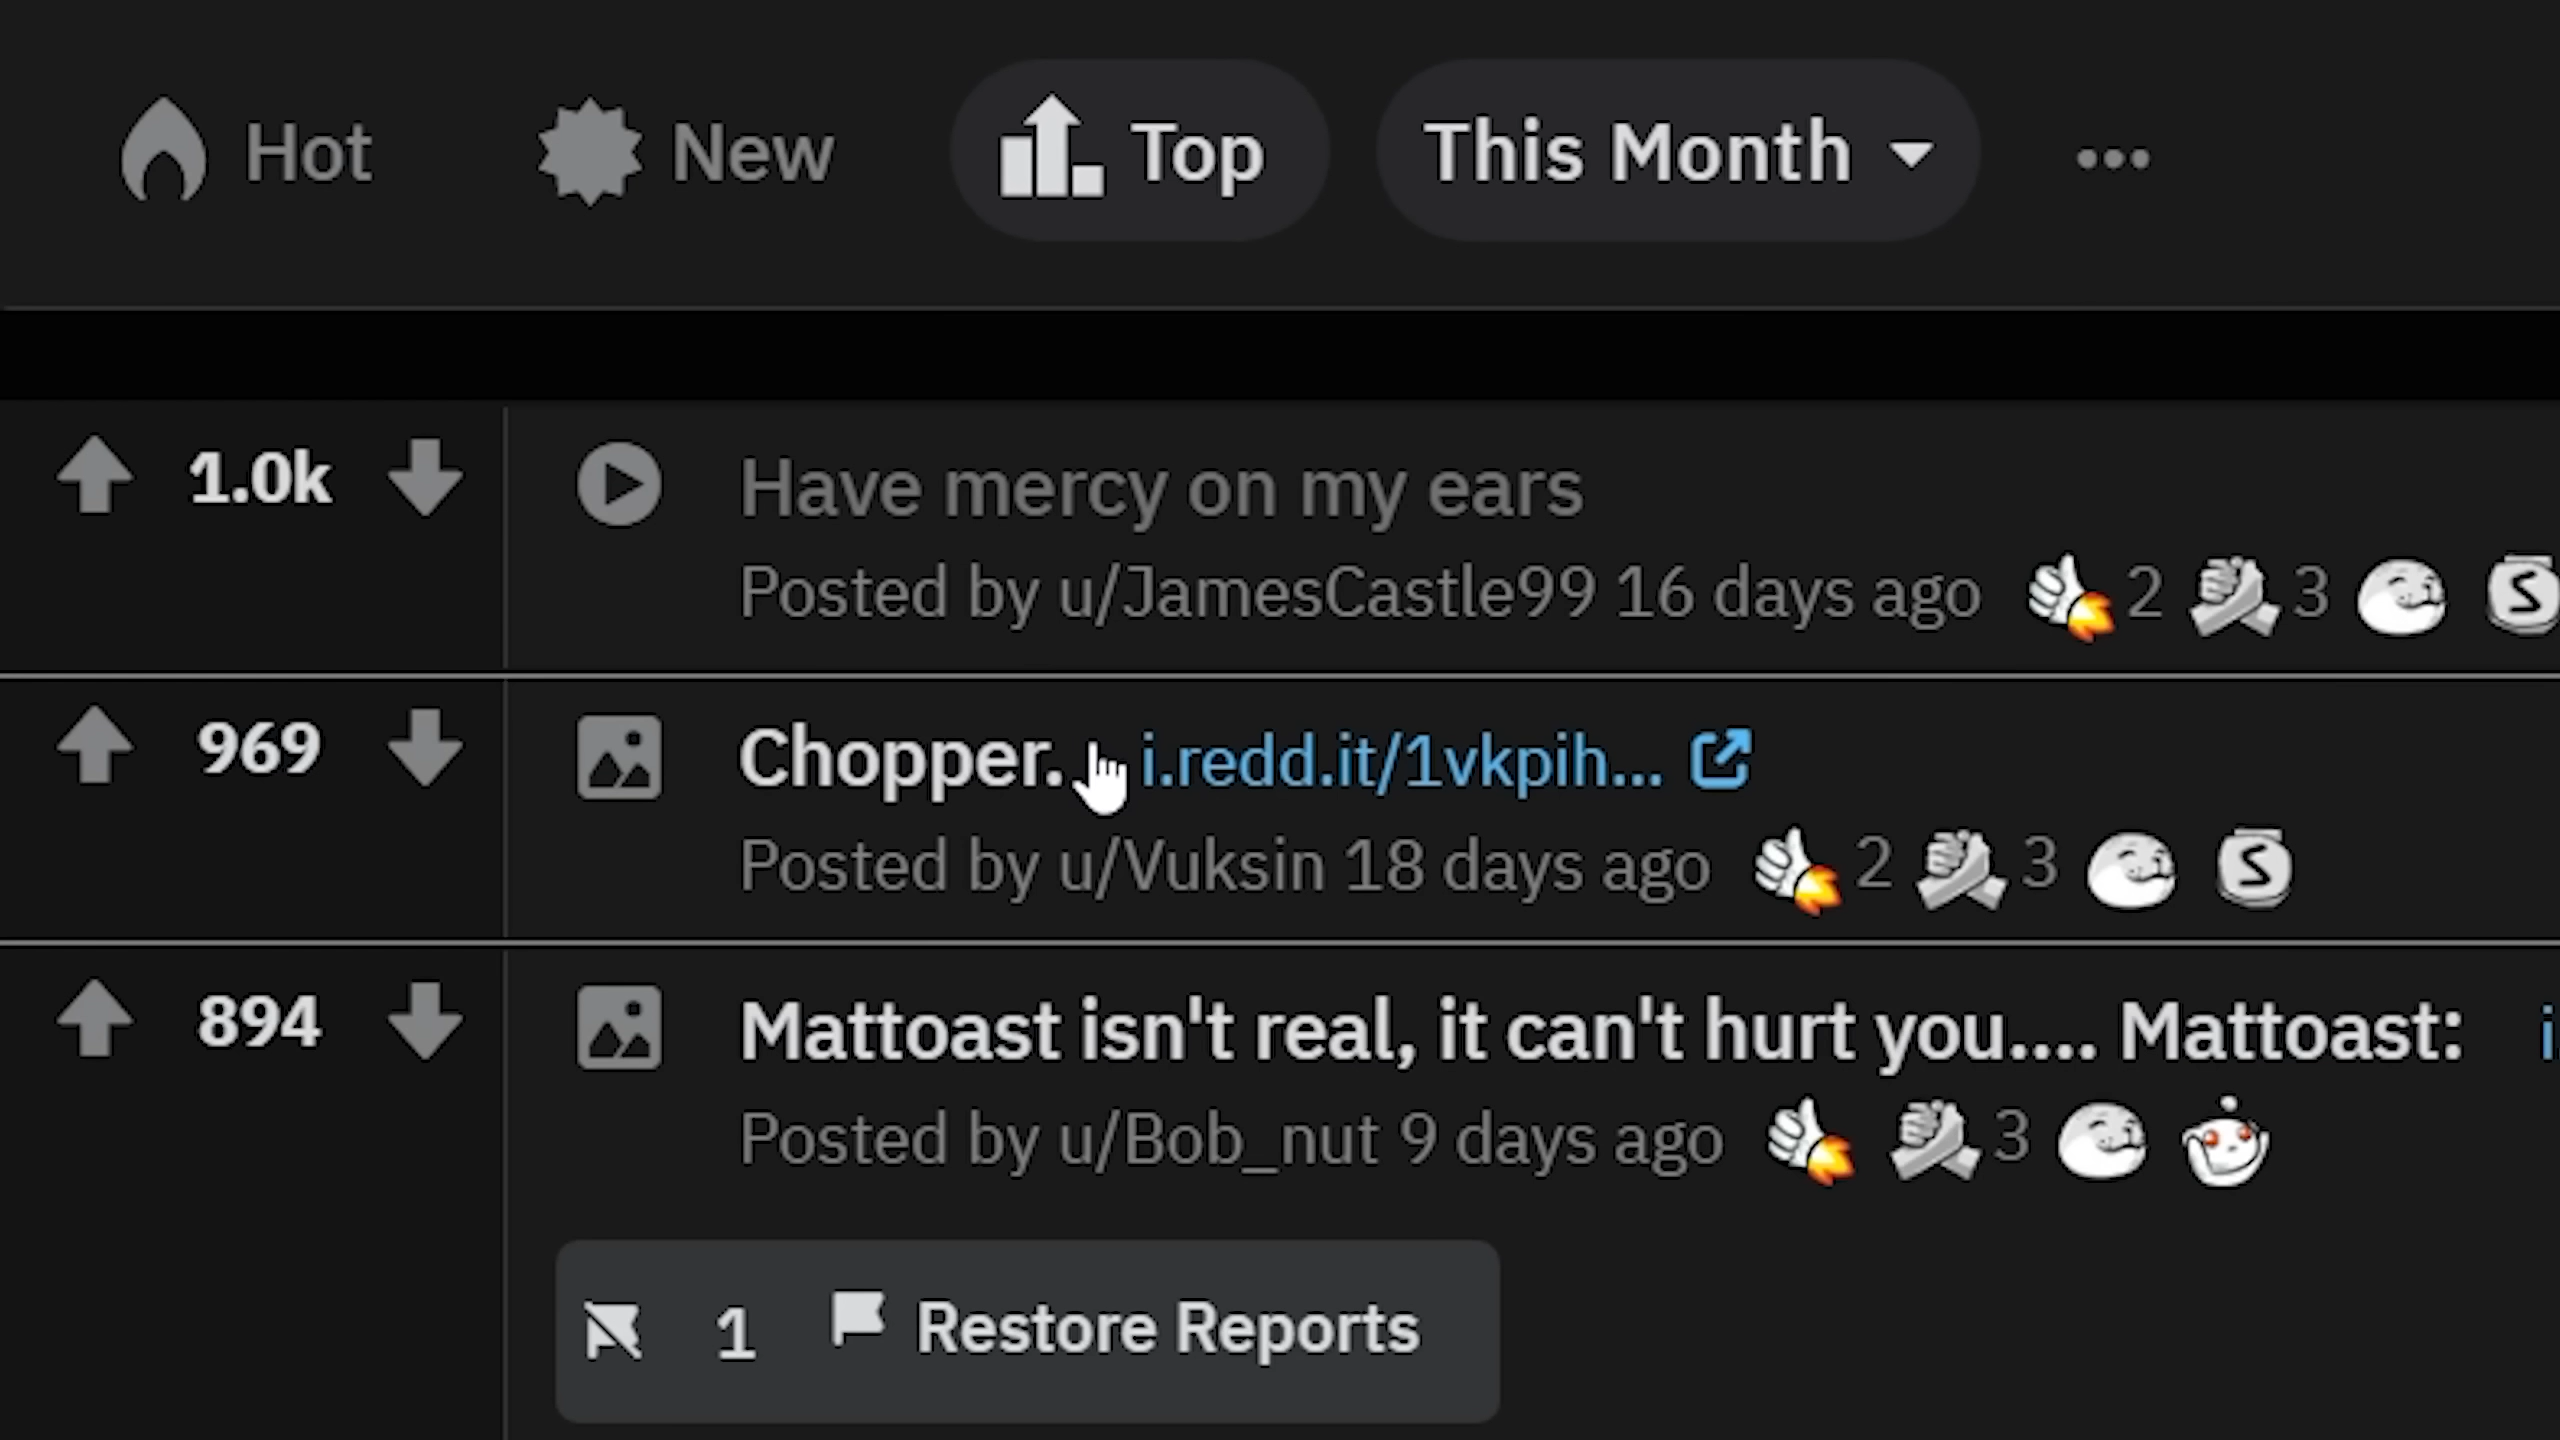 Hot New Top This Month ...
1.0k Have mercy on my ears
Posted by u/JamesCastle99 16 days ago 2 3 S
969 Chopper. i.redd.it/1vkpih...
Posted by u/Vuksin 18 days ago 2 3 S
894 Mattoast isn't real, it can't hurt you.... Mattoast: i.
Posted by u/Bob_nut 9 days ago 3
1 Restore Reports